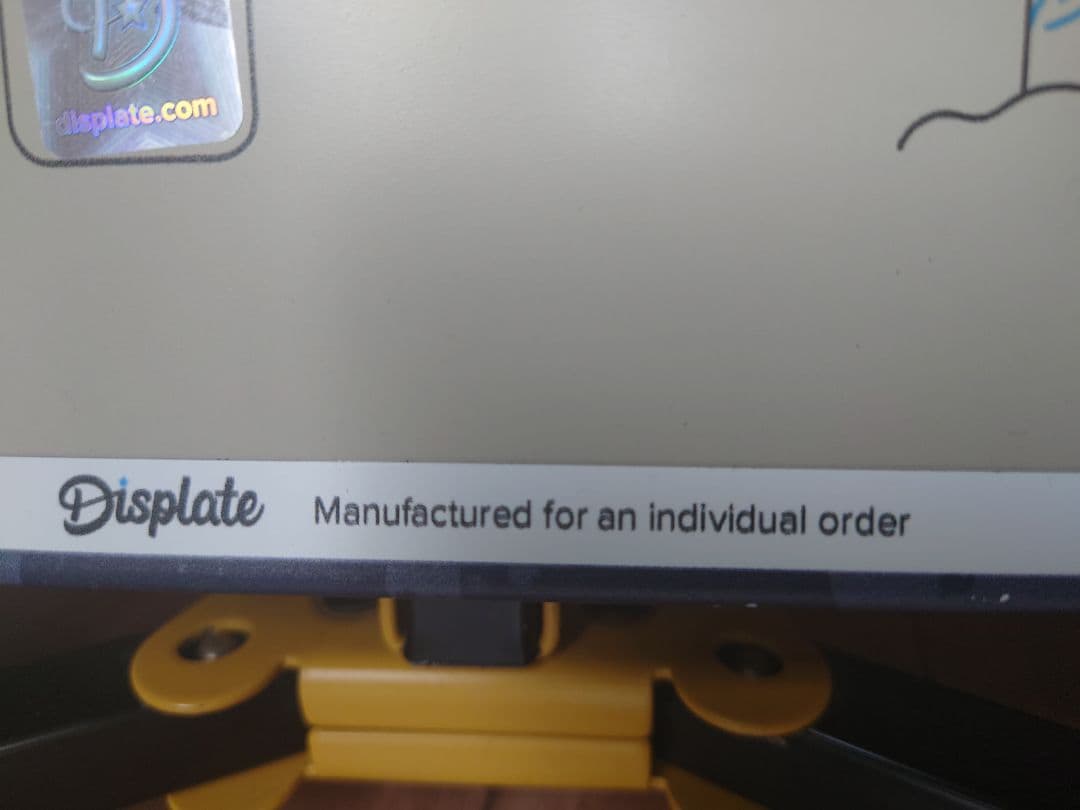 displate.com
Displate Manufactured for an individual order